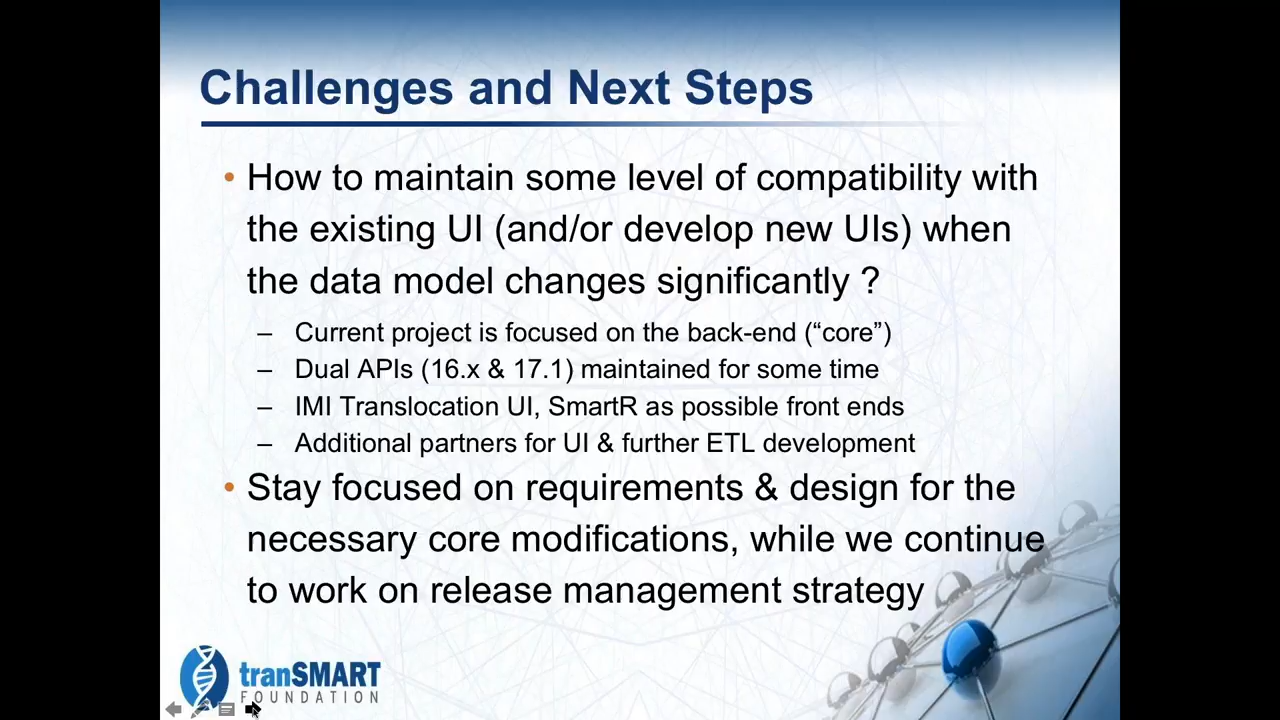 Challenges and Next Steps
• How to maintain some level of compatibility with
the existing UI (and/or develop new UIs) when
the data model changes significantly ?
– Current project is focused on the back-end (“core”)
– Dual APIs (16.x & 17.1) maintained for some time
– IMI Translocation UI, SmartR as possible front ends
– Additional partners for UI & further ETL development
• Stay focused on requirements & design for the
necessary core modifications, while we continue
to work on release management strategy
tranSMART
FOUNDATION